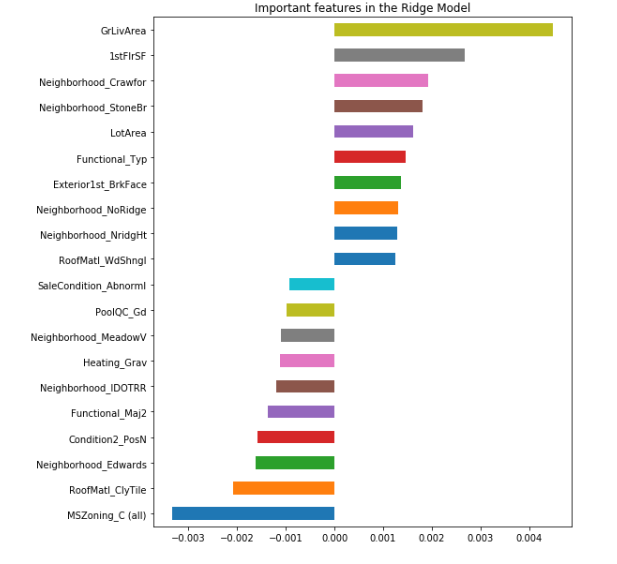 Important features in the Ridge Model
GrLivArea
1stFlrSF
Neighborhood_Crawfor
Neighborhood_StoneBr
LotArea
Functional_Typ
Exterior1st_BrkFace
Neighborhood_NoRidge
Neighborhood_NridgHt
RoofMatl_WdShngl
SaleCondition_Abnorml
PoolQC_Gd
Neighborhood_MeadowV
Heating_Grav
Neighborhood_IDOTRR
Functional_Maj2
Condition2_PosN
Neighborhood_Edwards
RoofMatl_ClyTile
MSZoning_C (all)
−0.003 −0.002 −0.001 0.000 0.001 0.002 0.003 0.004